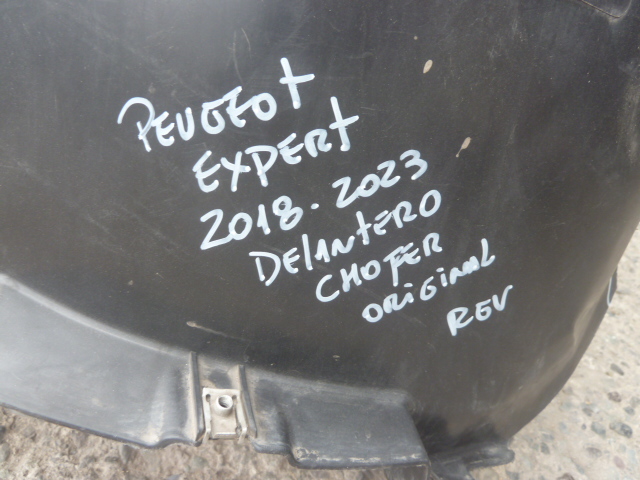 PEUGEOT
EXPERT
2018-2023
DELANTERO
CHOFER
ORIGINAL
REV